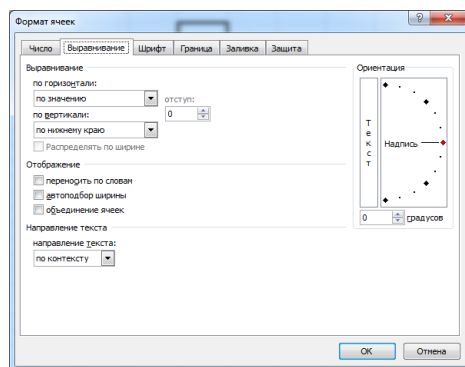 Формат ячеек
Число Выравнивание Шрифт Граница Заливка Защита
Выравнивание
по горизонтали:
по значению
отступ:
по вертикали:
0
по нижнему краю
Распределять по ширине
Отображение
переносить по словам
автоподбор ширины
объединение ячеек
Направление текста
направление текста:
по контексту
Ориентация
Текст
Надпись
0 градусов
ОК Отмена